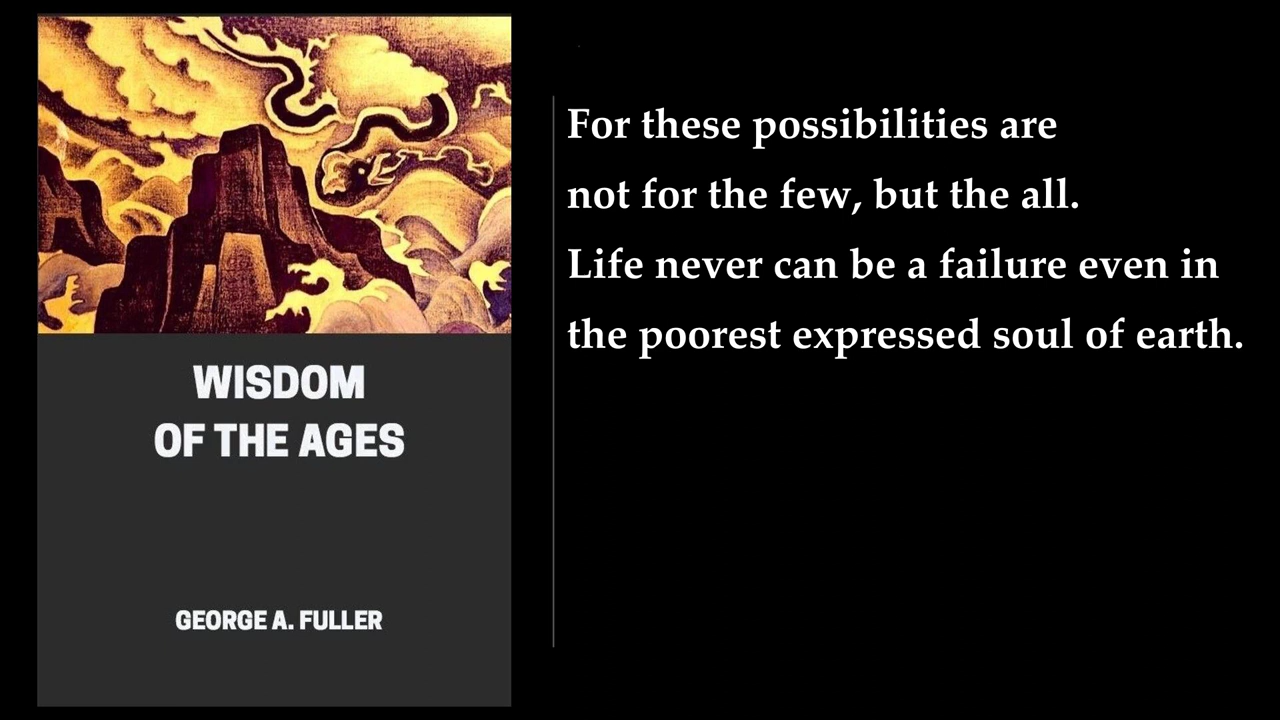 WISDOM
OF THE AGES
GEORGE A. FULLER
For these possibilities are
not for the few, but the all.
Life never can be a failure even in
the poorest expressed soul of earth.